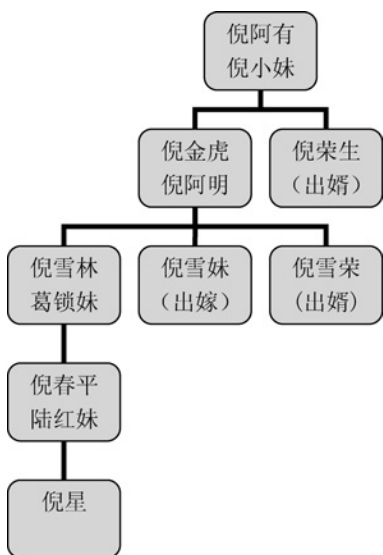 倪阿有
倪小妹
倪金虎
倪阿明
倪荣生
（出婿）
倪雪林
葛锁妹
倪雪妹
（出嫁）
倪雪荣
(出婿)
倪春平
陆红妹
倪星